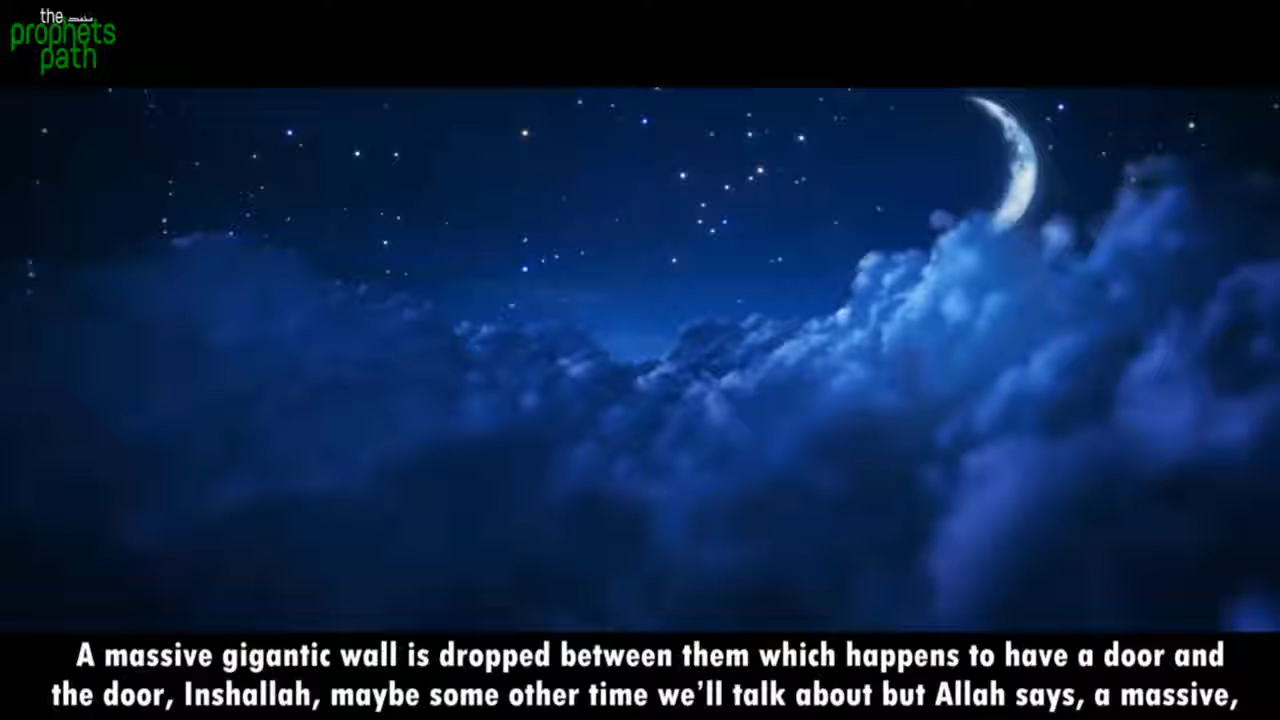 the
prophets
path
A massive gigantic wall is dropped between them which happens to have a door and
the door, Inshallah, maybe some other time we’ll talk about but Allah says, a massive,